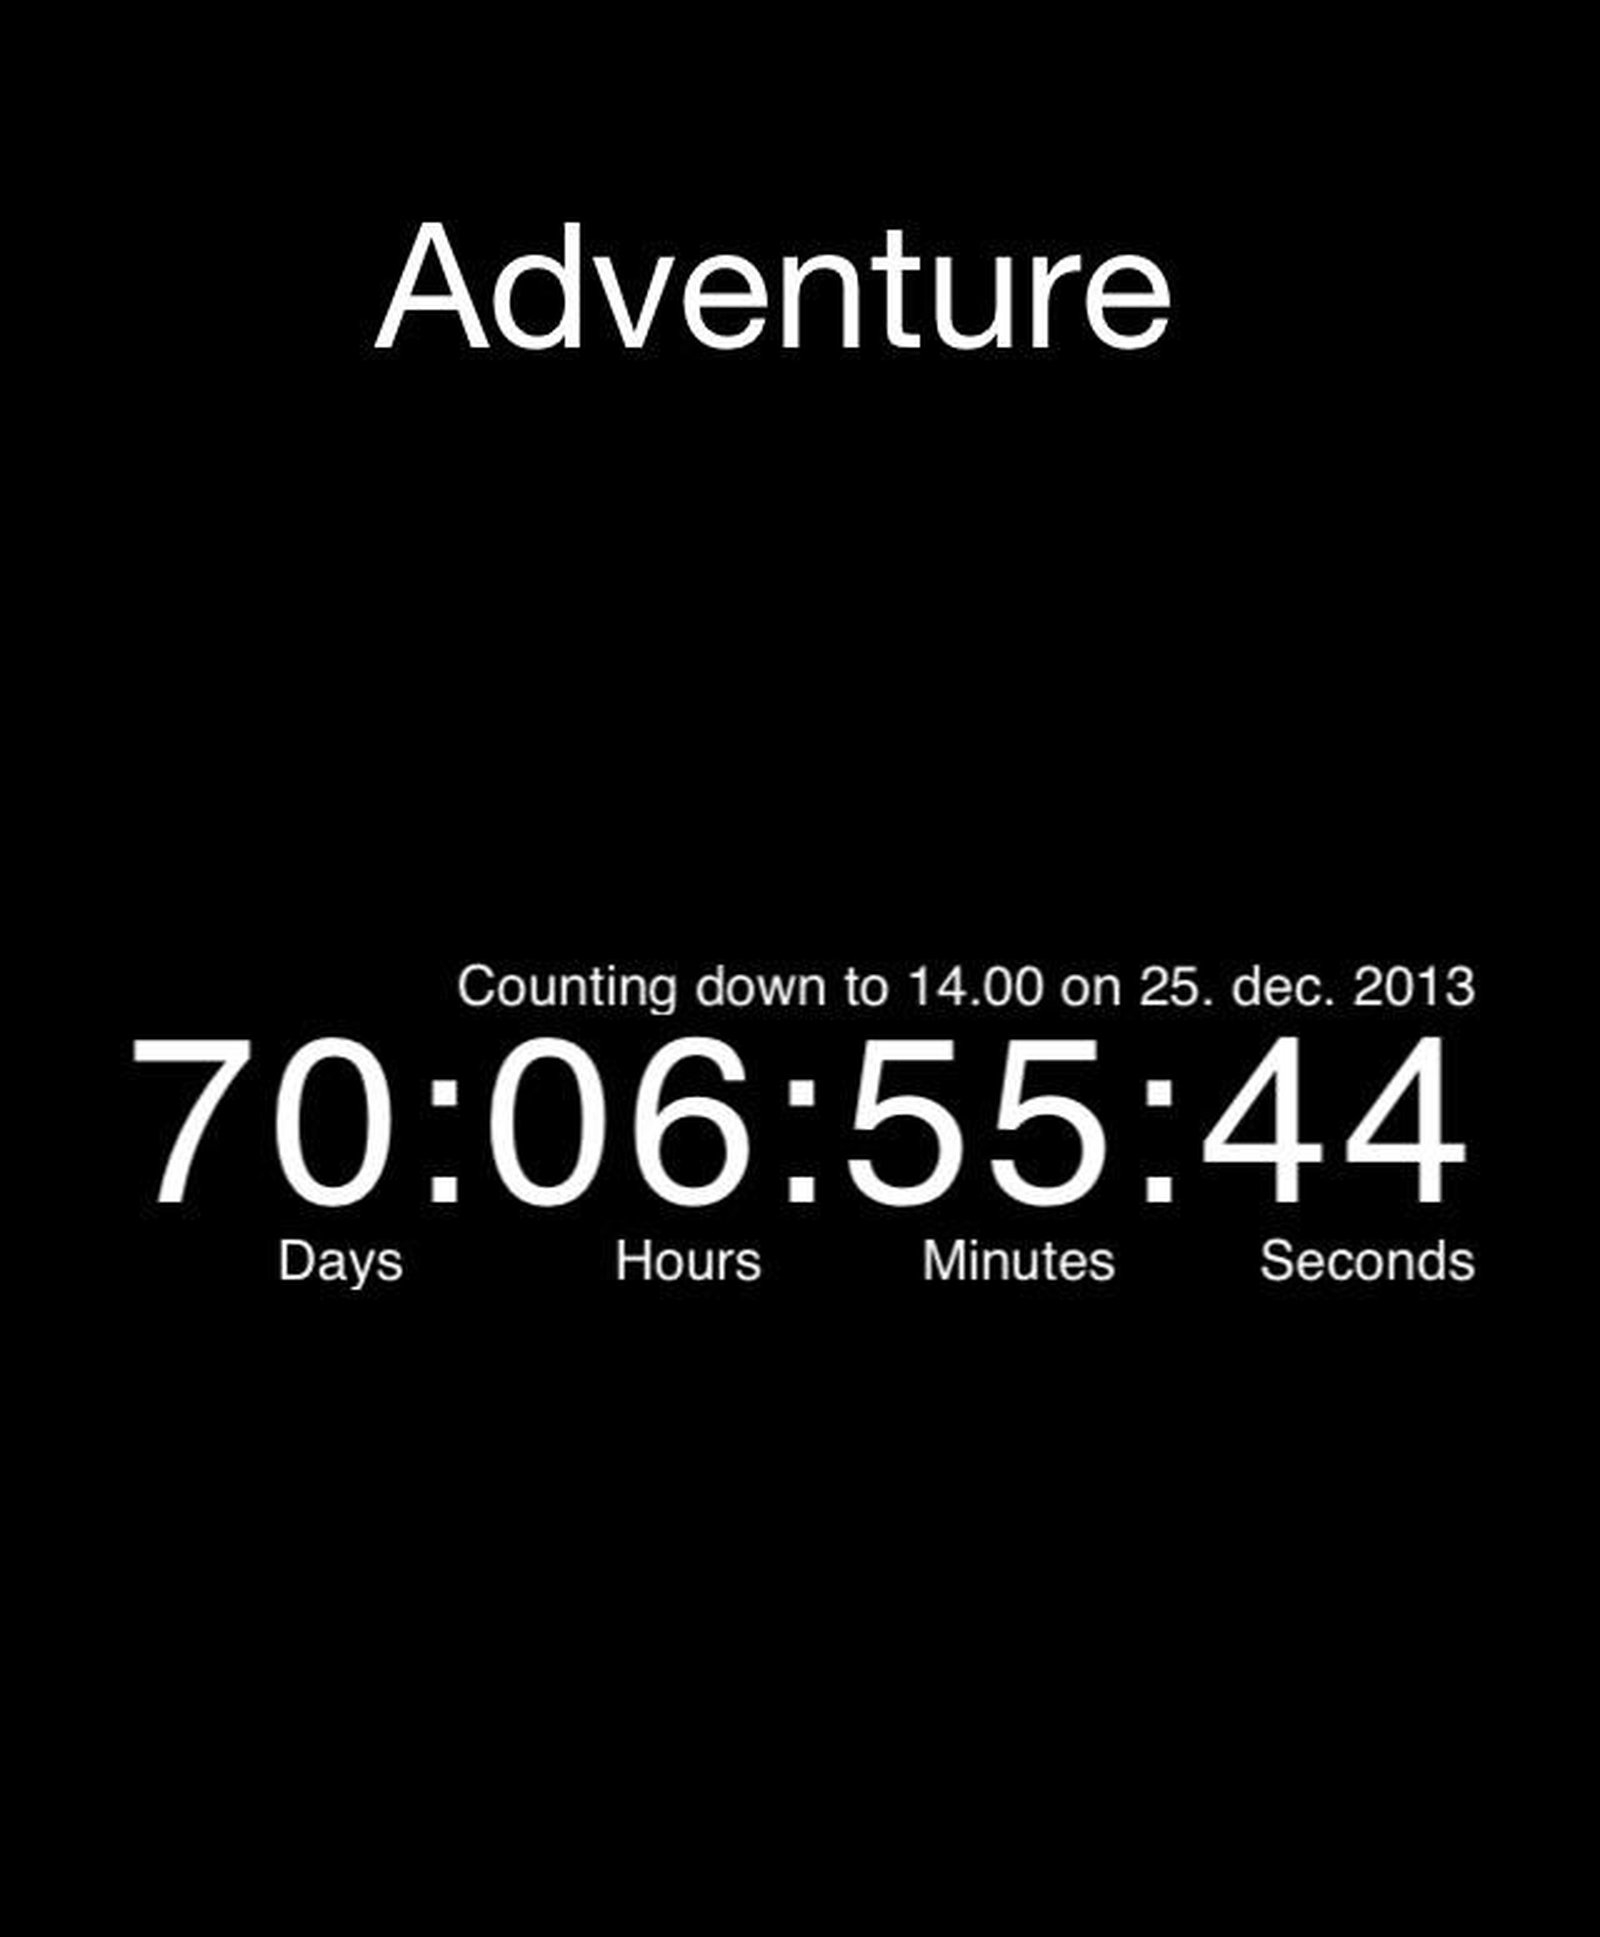 Adventure
Counting down to 14.00 on 25. dec. 2013
70:06:55:44
Days Hours Minutes Seconds